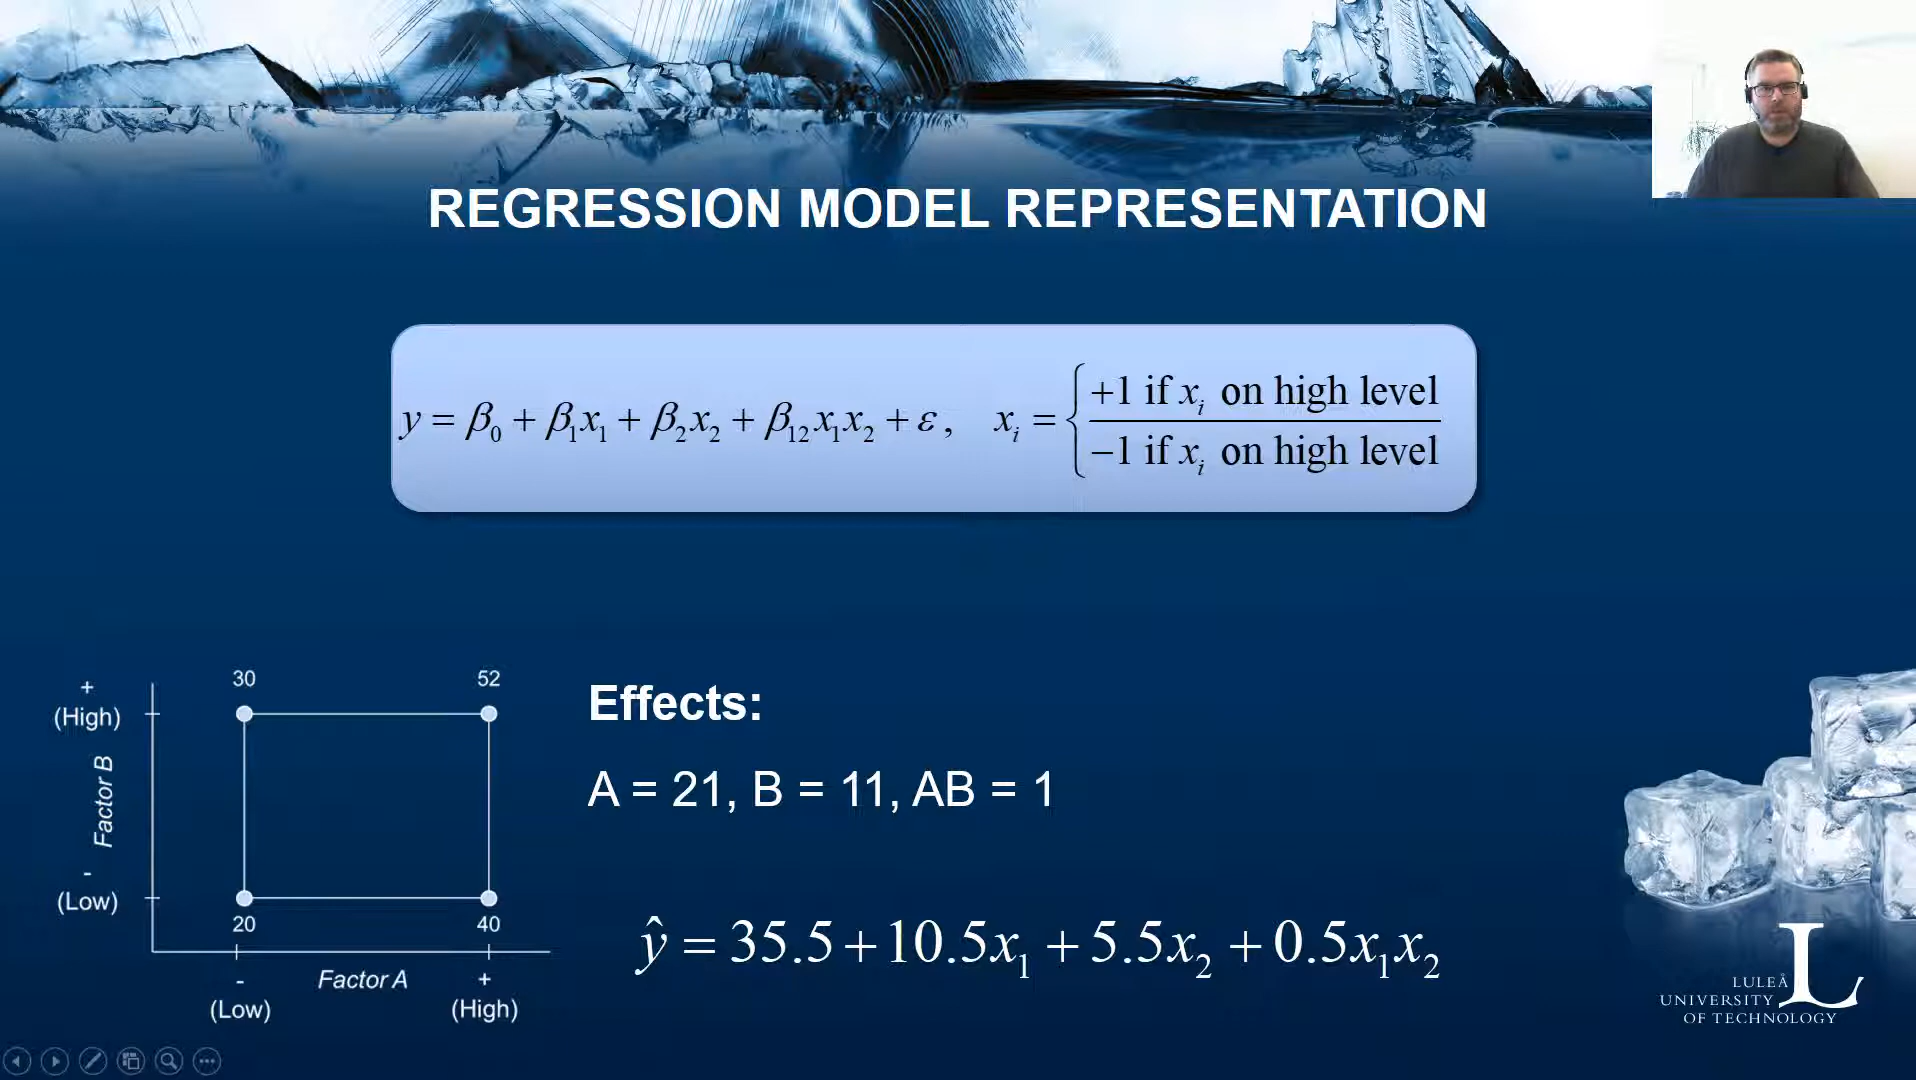 REGRESSION MODEL REPRESENTATION
y = β₀ + β₁x₁ + β₂x₂ + β₁₂x₁x₂ + ε, xᵢ = { +1 if xᵢ on high level
−1 if xᵢ on high level
30 52
+
(High)
Factor B
-
(Low)
20 40
- Factor A +
(Low) (High)
Effects:
A = 21, B = 11, AB = 1
ŷ = 35.5 + 10.5x₁ + 5.5x₂ + 0.5x₁x₂
LULEÅ
UNIVERSITY
OF TECHNOLOGY
L